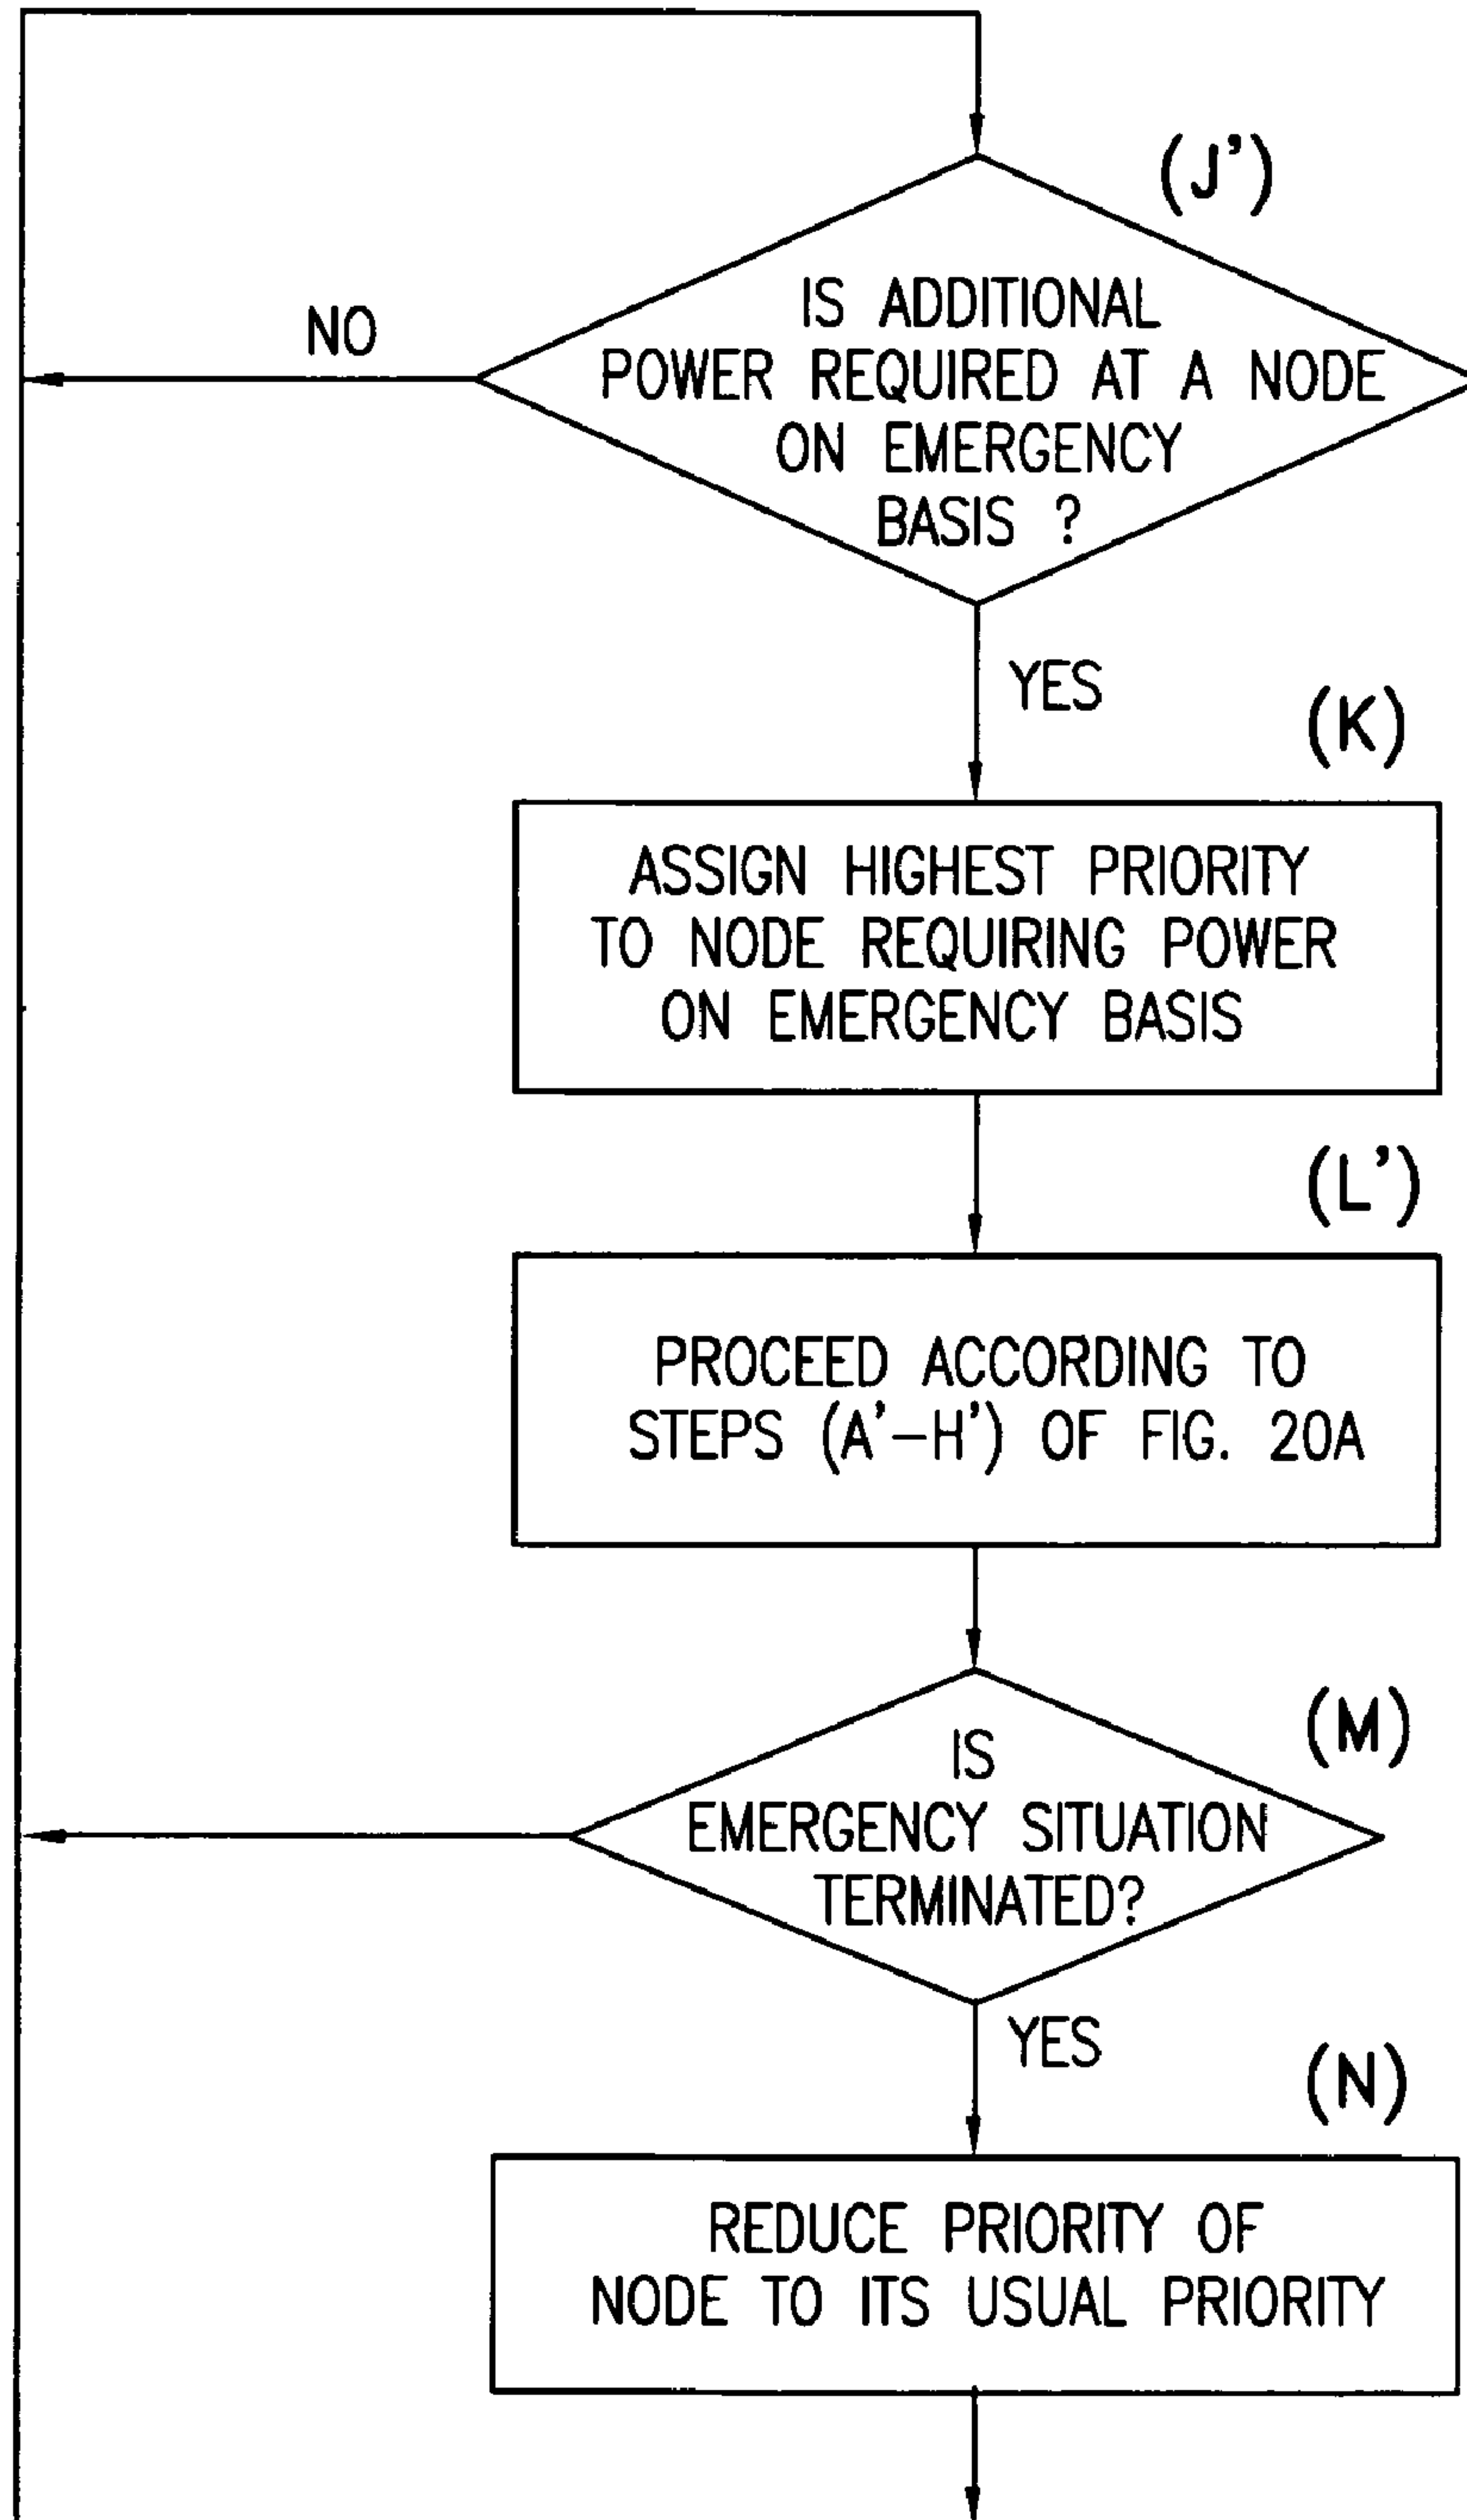 (J')
IS ADDITIONAL
POWER REQUIRED AT A NODE
ON EMERGENCY
BASIS ?
NO
YES
(K)
ASSIGN HIGHEST PRIORITY
TO NODE REQUIRING POWER
ON EMERGENCY BASIS
(L')
PROCEED ACCORDING TO
STEPS (A'–H') OF FIG. 20A
(M)
IS
EMERGENCY SITUATION
TERMINATED?
YES
(N)
REDUCE PRIORITY OF
NODE TO ITS USUAL PRIORITY